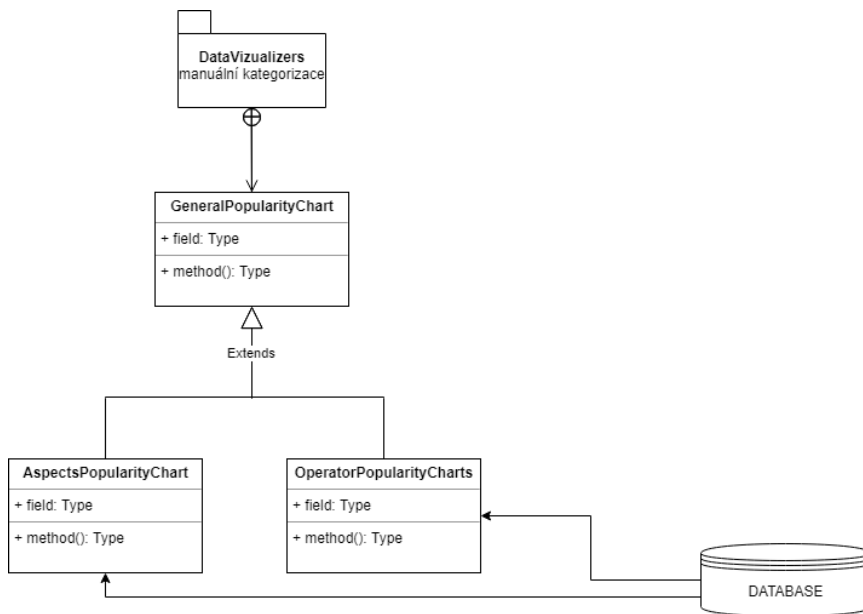 DataVizualizers
manuální kategorizace
GeneralPopularityChart
+ field: Type
+ method(): Type
Extends
AspectsPopularityChart
+ field: Type
+ method(): Type
OperatorPopularityCharts
+ field: Type
+ method(): Type
DATABASE